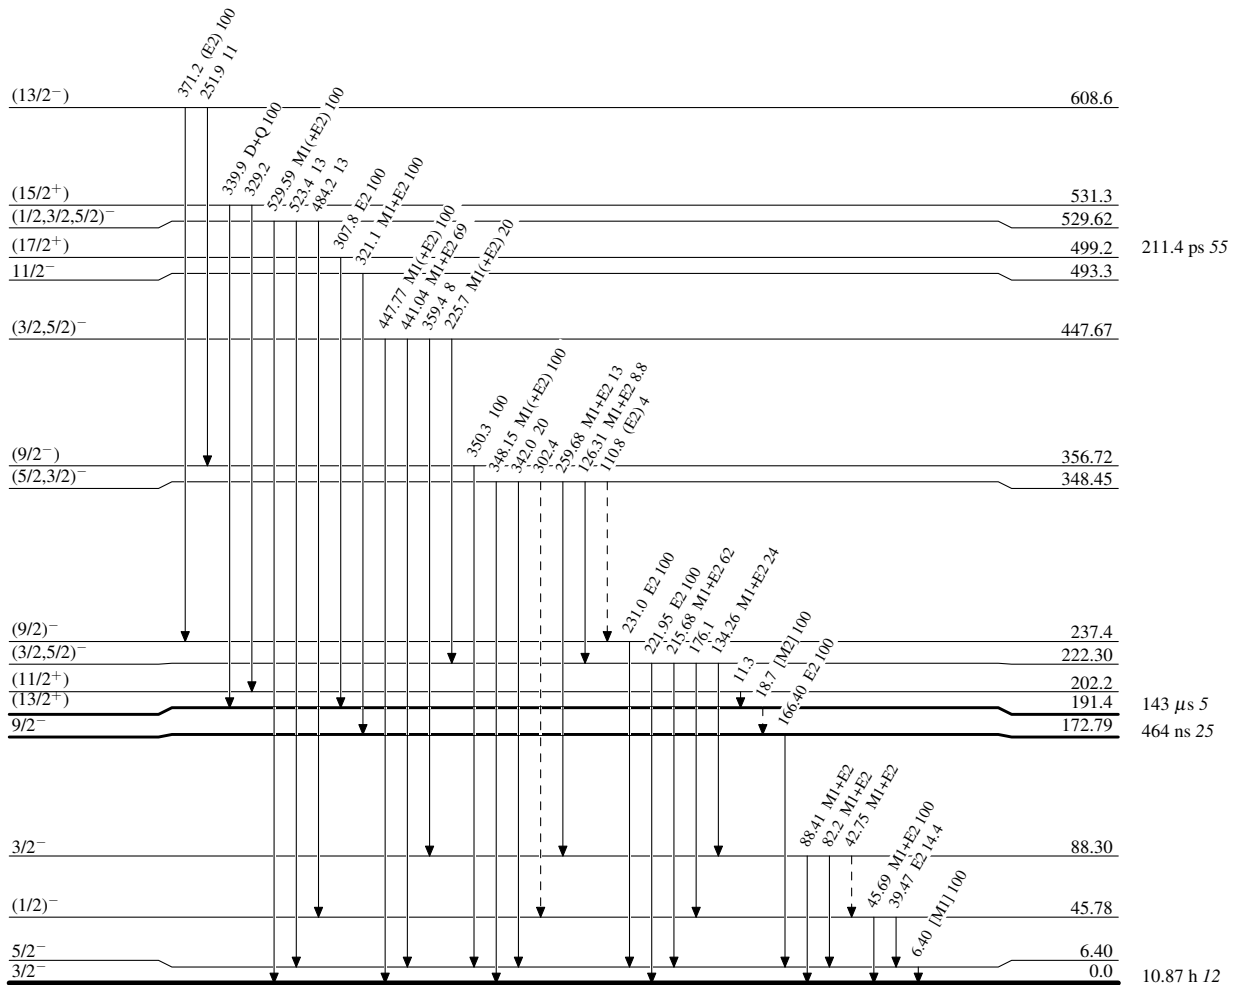 371.2 (E2) 100
251.9 11
(13/2⁻) 608.6
339.9 D+Q 100
329.2
529.59 M1(+E2) 100
523.4 13
484.2 13
(15/2⁺) 531.3
(1/2,3/2,5/2)⁻ 529.62
307.8 E2 100
321.1 M1+E2 100
(17/2⁺) 499.2 211.4 ps 55
11/2⁻ 493.3
447.77 M1(+E2) 100
441.04 M1+E2 69
359.4 8
225.7 M1(+E2) 20
(3/2,5/2)⁻ 447.67
350.3 100
348.15 M1(+E2) 100
342.0 20
302.4
259.68 M1+E2 13
126.31 M1+E2 8.8
110.8 (E2) 4
(9/2⁻) 356.72
(5/2,3/2)⁻ 348.45
231.0 E2 100
221.95 E2 100
215.68 M1+E2 62
176.1
134.26 M1+E2 24
(9/2)⁻ 237.4
(3/2,5/2)⁻ 222.30
11.3
18.7 [M2] 100
166.40 E2 100
(11/2⁺) 202.2
(13/2⁺) 191.4 143 μs 5
9/2⁻ 172.79 464 ns 25
88.41 M1+E2
82.2 M1+E2
42.75 M1+E2
3/2⁻ 88.30
45.69 M1+E2 100
39.47 E2 14.4
(1/2)⁻ 45.78
6.40 [M1] 100
5/2⁻ 6.40
3/2⁻ 0.0 10.87 h 12